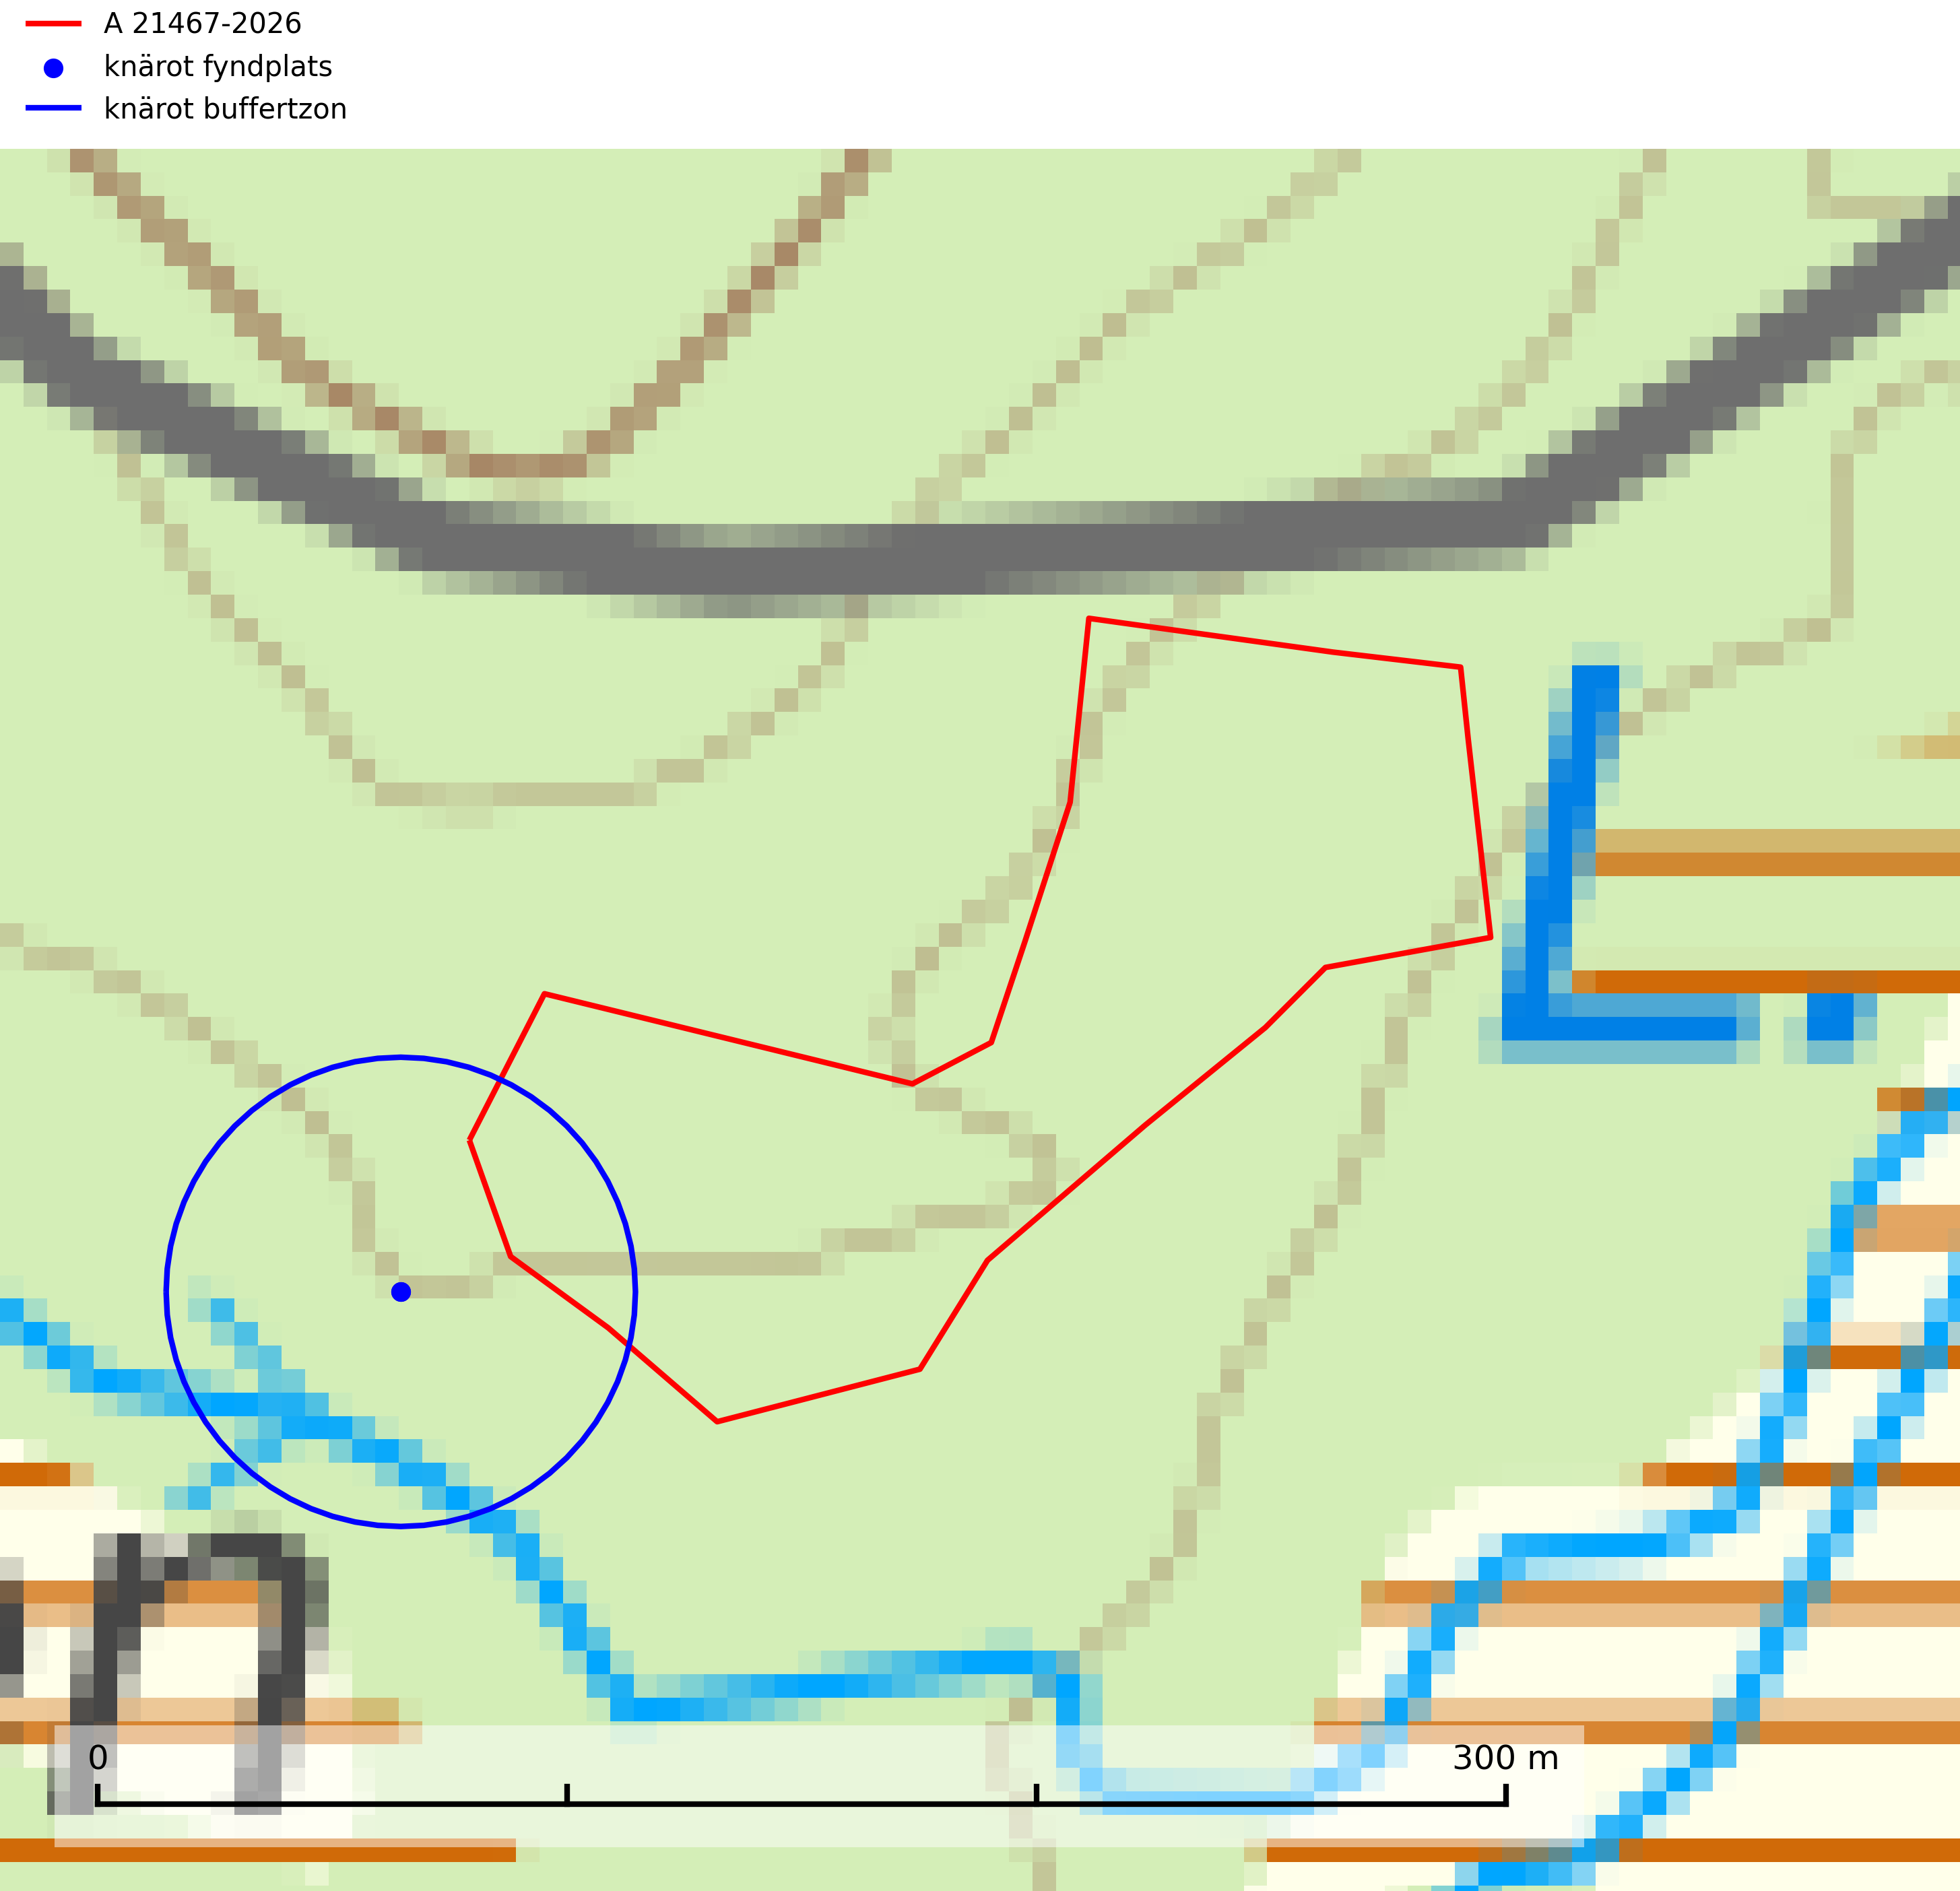 A 21467-2026
knärot fyndplats
knärot buffertzon
0 300 m